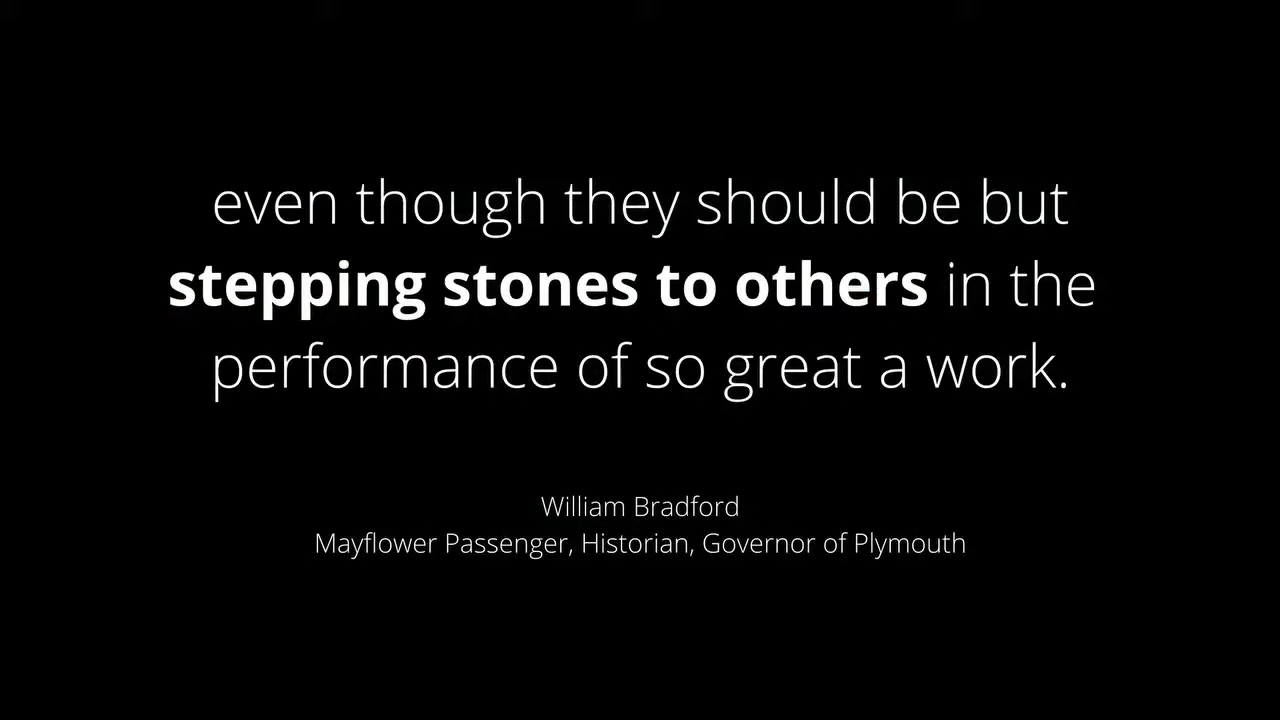 even though they should be but
stepping stones to others in the
performance of so great a work.
William Bradford
Mayflower Passenger, Historian, Governor of Plymouth